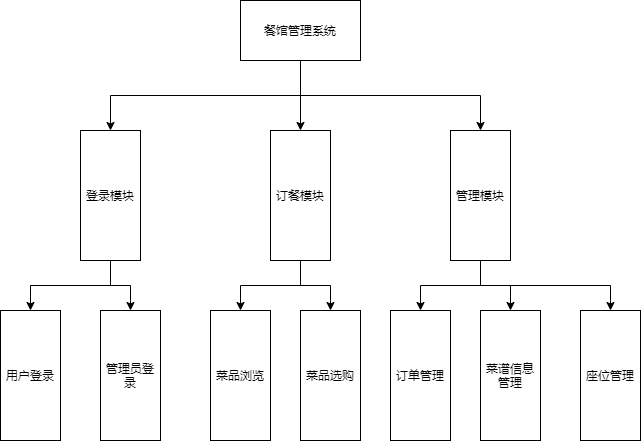 餐馆管理系统
登录模块
订餐模块
管理模块
用户登录
管理员登
录
菜品浏览
菜品选购
订单管理
菜谱信息
管理
座位管理